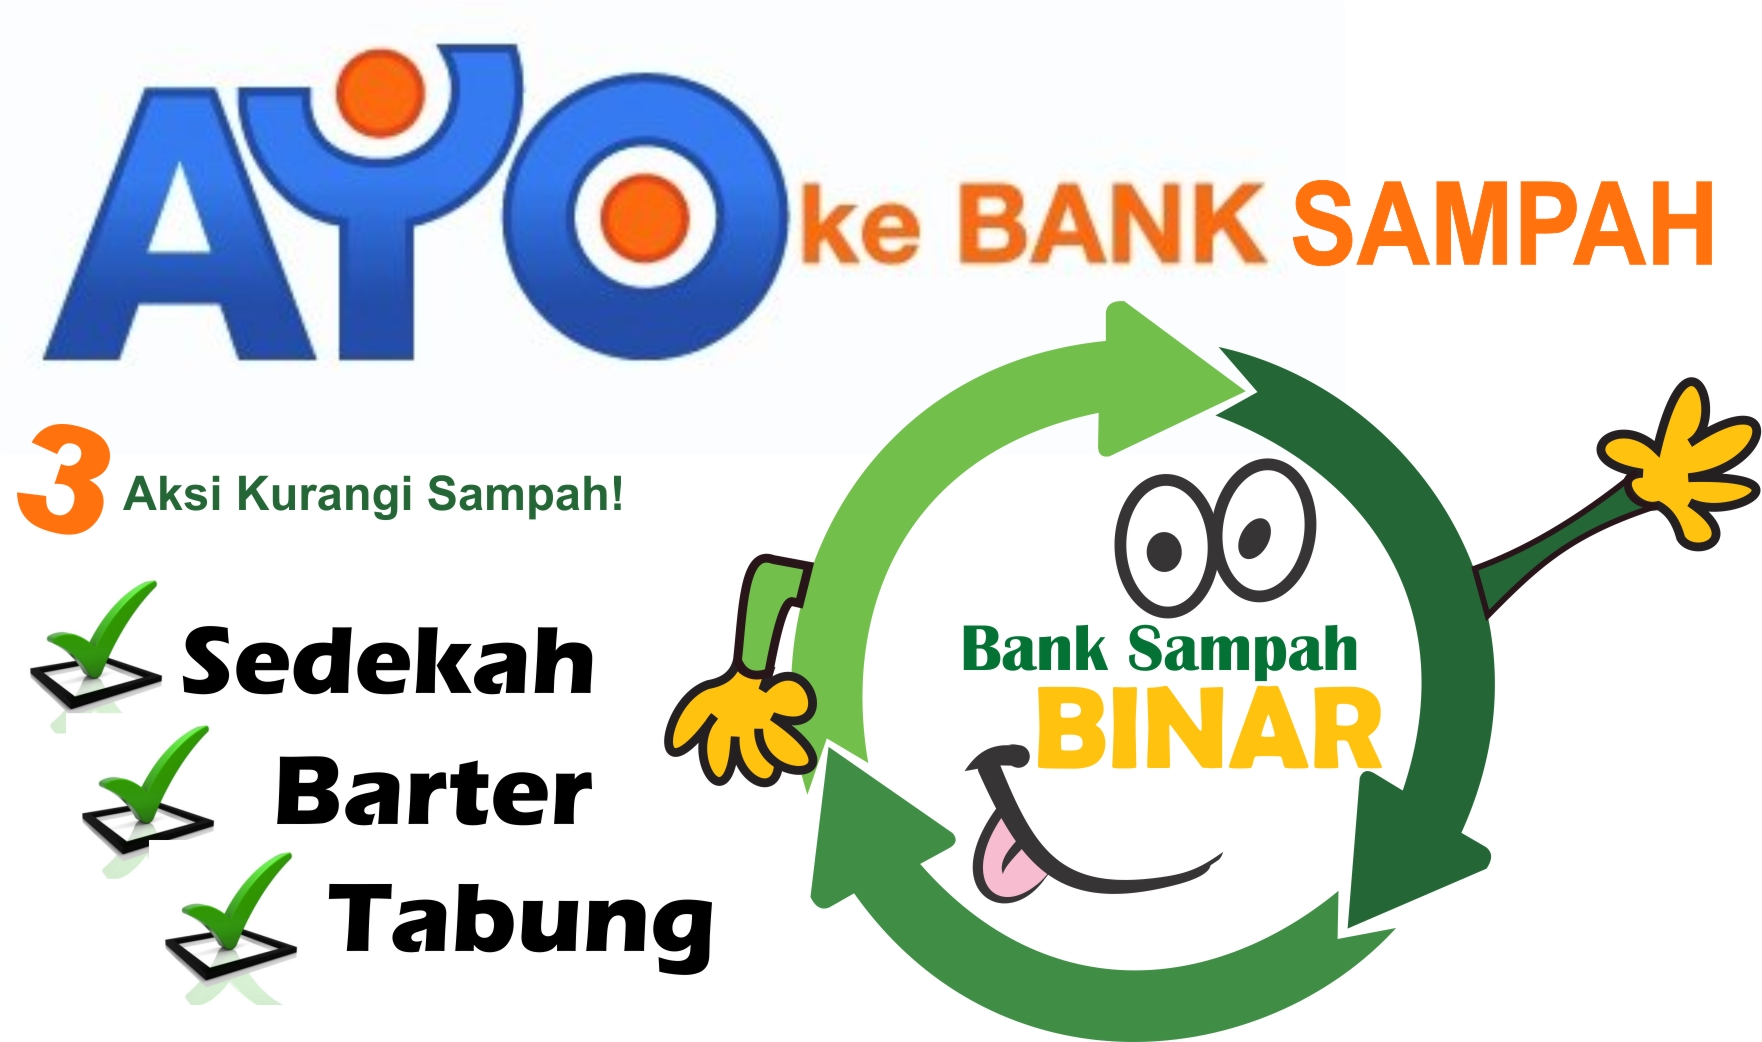 AYO ke BANK SAMPAH
3 Aksi Kurangi Sampah!
Sedekah
Barter
Tabung
Bank Sampah
BINAR